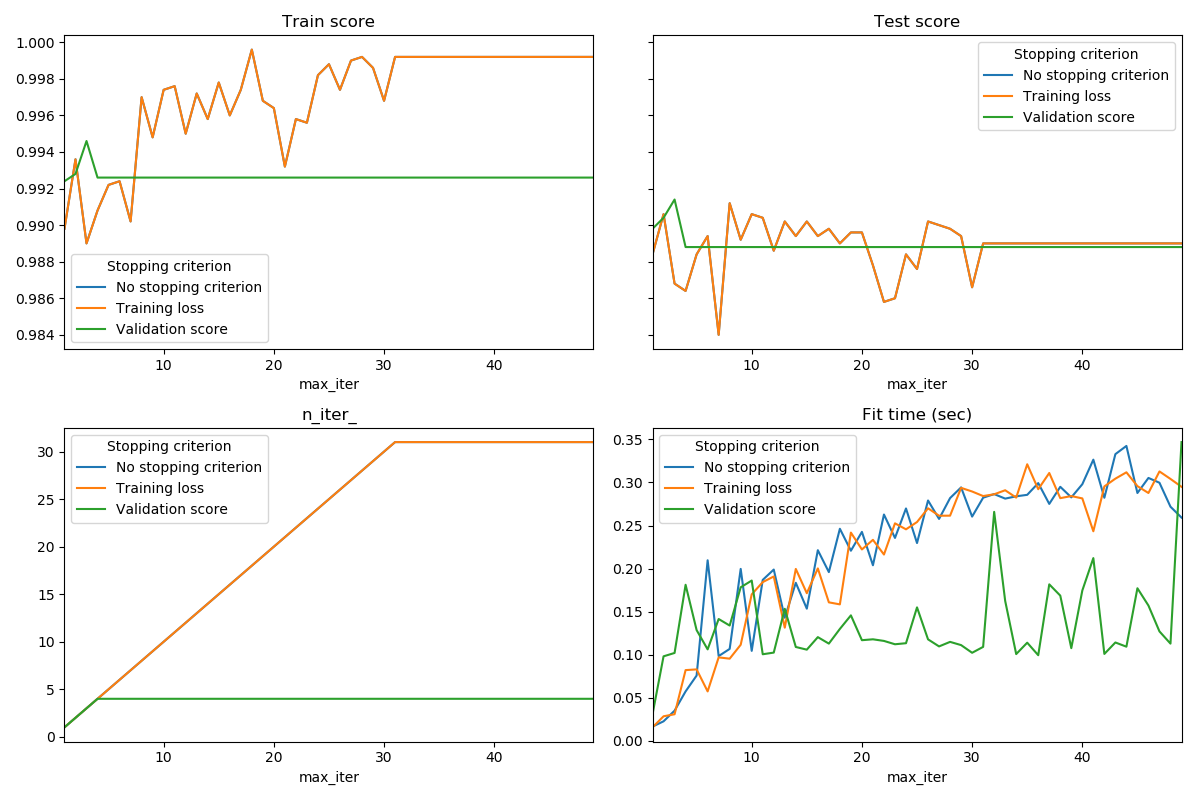 Train score
1.000
0.998
0.996
0.994
0.992
0.990
0.988
0.986
0.984
Stopping criterion
No stopping criterion
Training loss
Validation score
10
20
30
40
max_iter
Test score
Stopping criterion
No stopping criterion
Training loss
Validation score
10
20
30
40
max_iter
n_iter_
30
25
20
15
10
5
0
Stopping criterion
No stopping criterion
Training loss
Validation score
10
20
30
40
max_iter
Fit time (sec)
0.35
0.30
0.25
0.20
0.15
0.10
0.05
0.00
Stopping criterion
No stopping criterion
Training loss
Validation score
10
20
30
40
max_iter